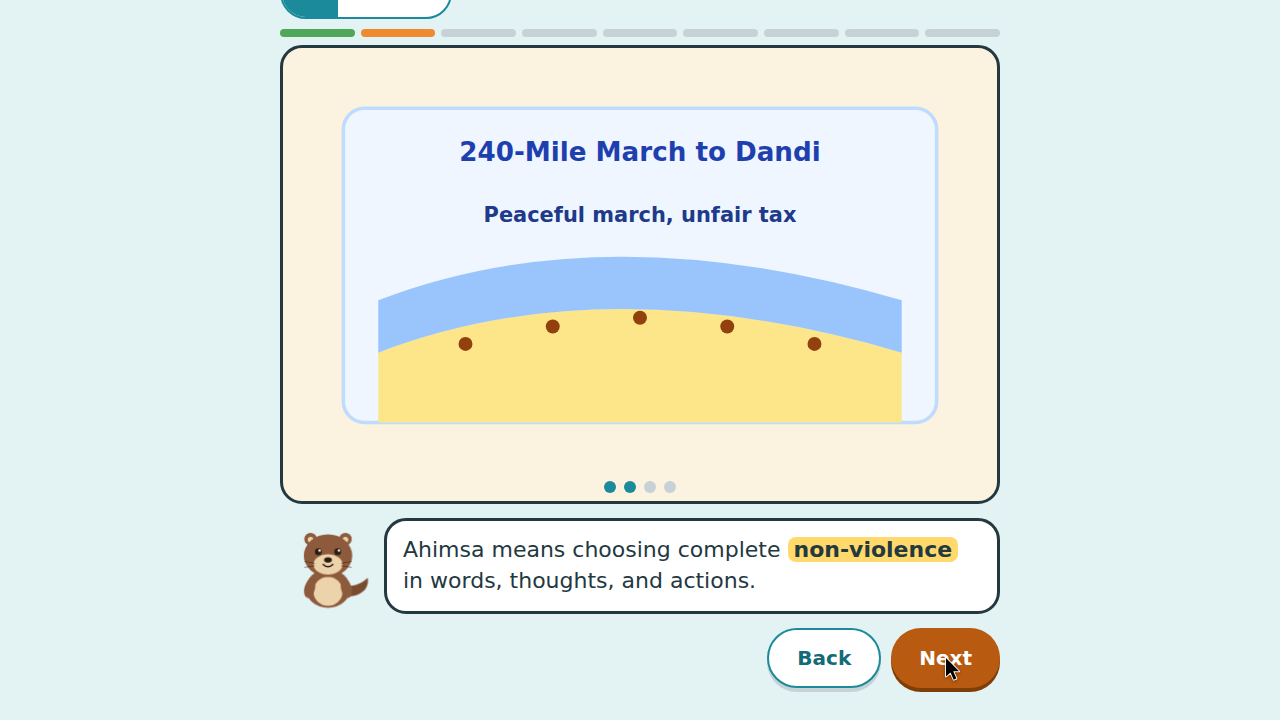 240-Mile March to Dandi
Peaceful march, unfair tax
Ahimsa means choosing complete non-violence
in words, thoughts, and actions.
Back
Next